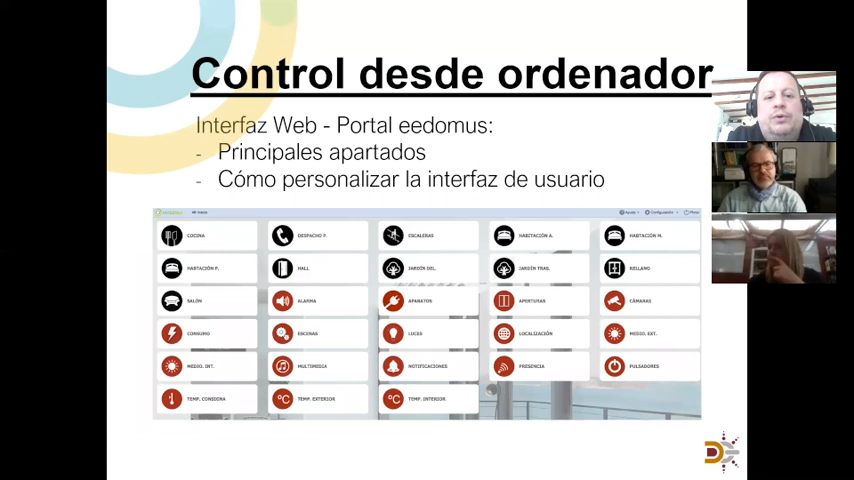 Control desde ordenador
Interfaz Web - Portal eedomus:
- Principales apartados
- Cómo personalizar la interfaz de usuario
COCINA
DESPACHO P.
ESCALERAS
HABITACIÓN A.
HABITACIÓN M.
HABITACIÓN P.
HALL
JARDÍN DEL.
JARDÍN TRAS.
RELLANO
SALÓN
ALARMA
APARATOS
APERTURAS
CÁMARAS
CONSUMO
ESCENAS
LUCES
LOCALIZACIÓN
MEDIO. EXT.
MEDIO. INT.
MULTIMEDIA
NOTIFICACIONES
PRESENCIA
PULSADORES
TEMP. CONSIGNA
TEMP. EXTERIOR
TEMP. INTERIOR